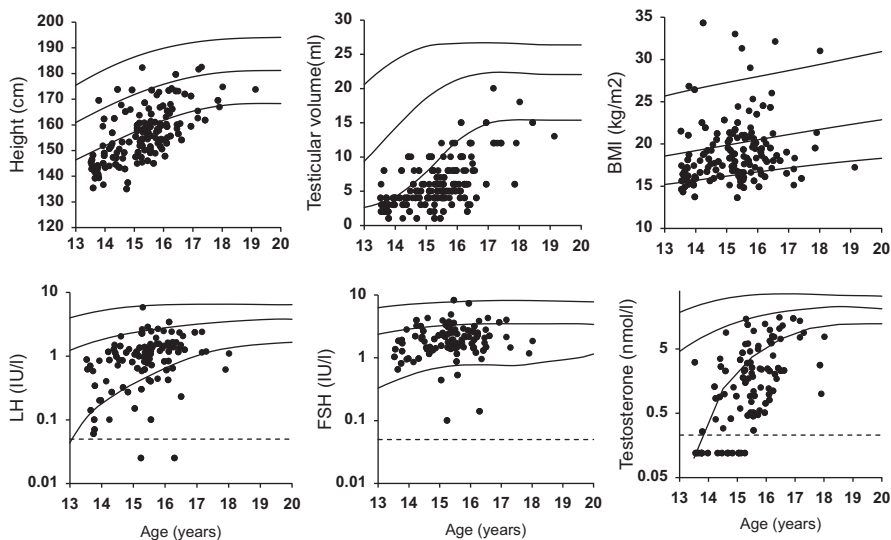 Height (cm)
200
190
180
170
160
150
140
130
120
13 14 15 16 17 18 19 20
Testicular volume(ml)
30
25
20
15
10
5
0
13 14 15 16 17 18 19 20
BMI (kg/m2)
35
30
25
20
15
10
13 14 15 16 17 18 19 20
LH (IU/l)
10
1
0.1
0.01
13 14 15 16 17 18 19 20
Age (years)
FSH (IU/l)
10
1
0.1
0.01
13 14 15 16 17 18 19 20
Age (years)
Testosterone (nmol/l)
5
0.5
0.05
13 14 15 16 17 18 19 20
Age (years)